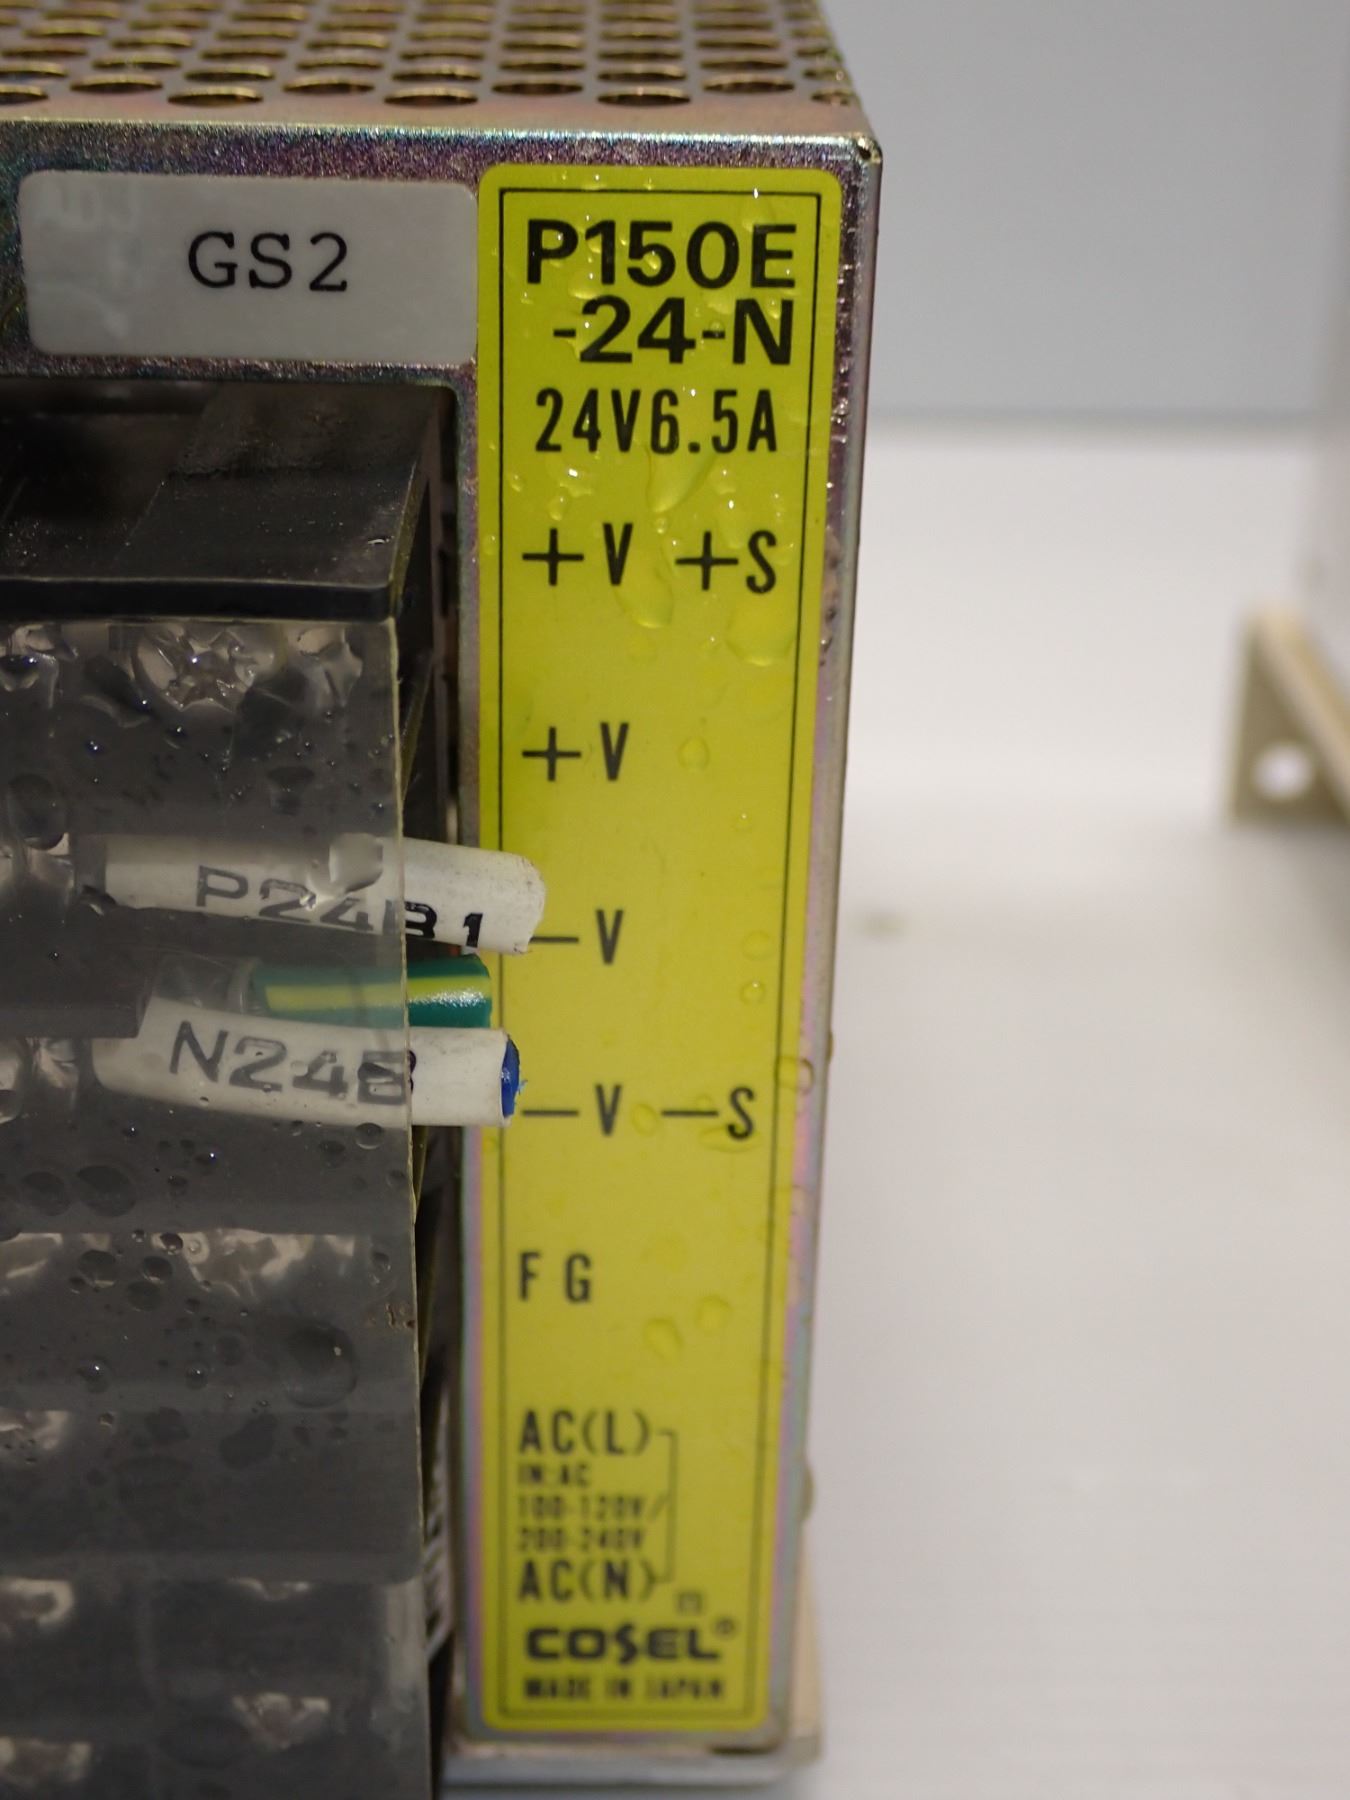 GS2
P150E
-24-N
24V6.5A
+V +S
+V
P24B1
-V
N24B
-V -S
FG
AC(L)
IN:AC
100-120V/
200-240V
AC(N)
COSEL®
MADE IN JAPAN